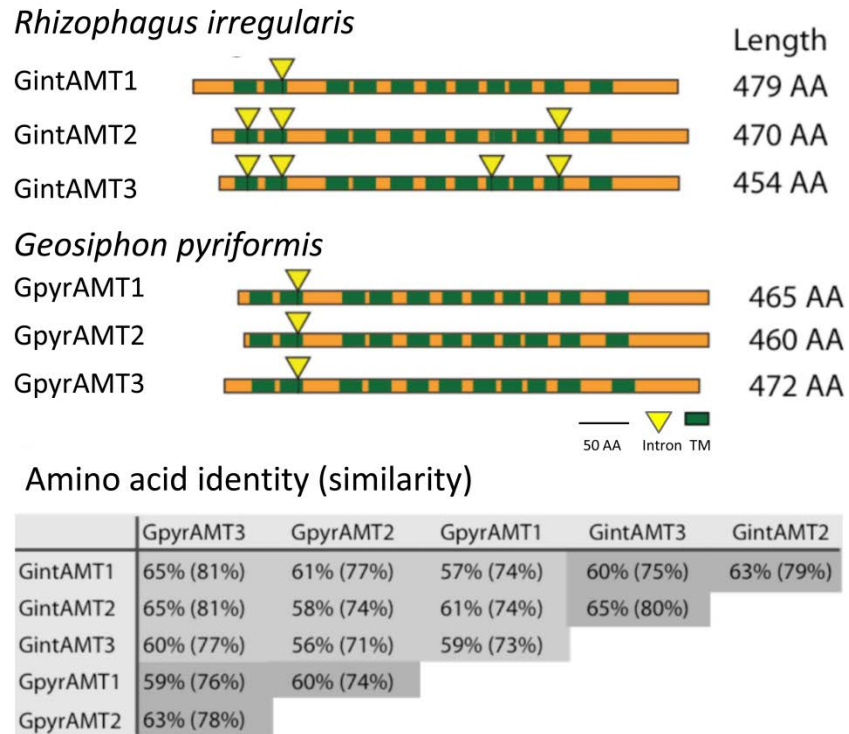 Rhizophagus irregularis
Length
GintAMT1 479 AA
GintAMT2 470 AA
GintAMT3 454 AA
Geosiphon pyriformis
GpyrAMT1 465 AA
GpyrAMT2 460 AA
GpyrAMT3 472 AA
50 AA Intron TM
Amino acid identity (similarity)
GpyrAMT3 GpyrAMT2 GpyrAMT1 GintAMT3 GintAMT2
GintAMT1 65% (81%) 61% (77%) 57% (74%) 60% (75%) 63% (79%)
GintAMT2 65% (81%) 58% (74%) 61% (74%) 65% (80%)
GintAMT3 60% (77%) 56% (71%) 59% (73%)
GpyrAMT1 59% (76%) 60% (74%)
GpyrAMT2 63% (78%)